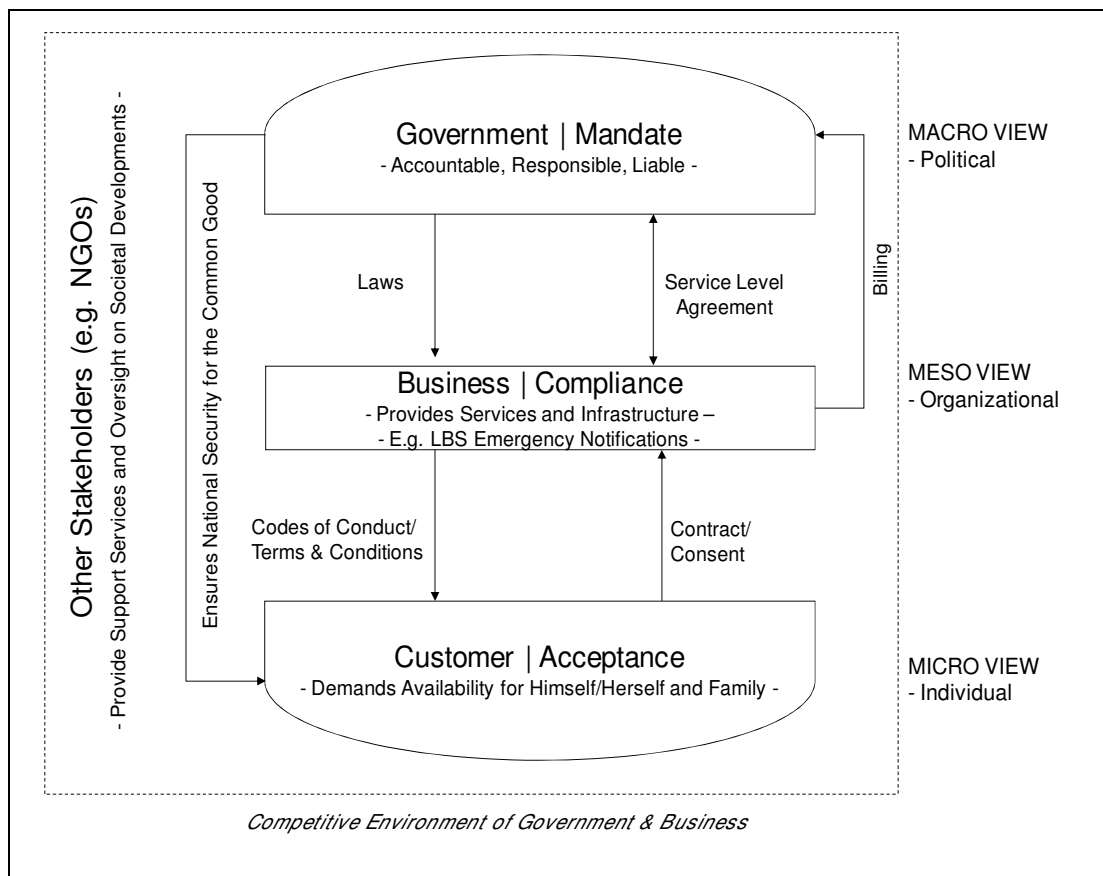 Other Stakeholders (e.g. NGOs)
- Provide Support Services and Oversight on Societal Developments -
Ensures National Security for the Common Good
Government | Mandate
- Accountable, Responsible, Liable -
MACRO VIEW
- Political
Laws
Service Level
Agreement
Billing
Business | Compliance
- Provides Services and Infrastructure –
- E.g. LBS Emergency Notifications -
MESO VIEW
- Organizational
Codes of Conduct/
Terms & Conditions
Contract/
Consent
Customer | Acceptance
- Demands Availability for Himself/Herself and Family -
MICRO VIEW
- Individual
Competitive Environment of Government & Business